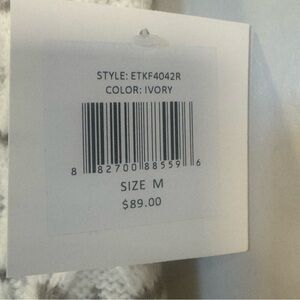 STYLE: ETKF4042R
COLOR: IVORY
8 82700 88559 6
SIZE M
$89.00